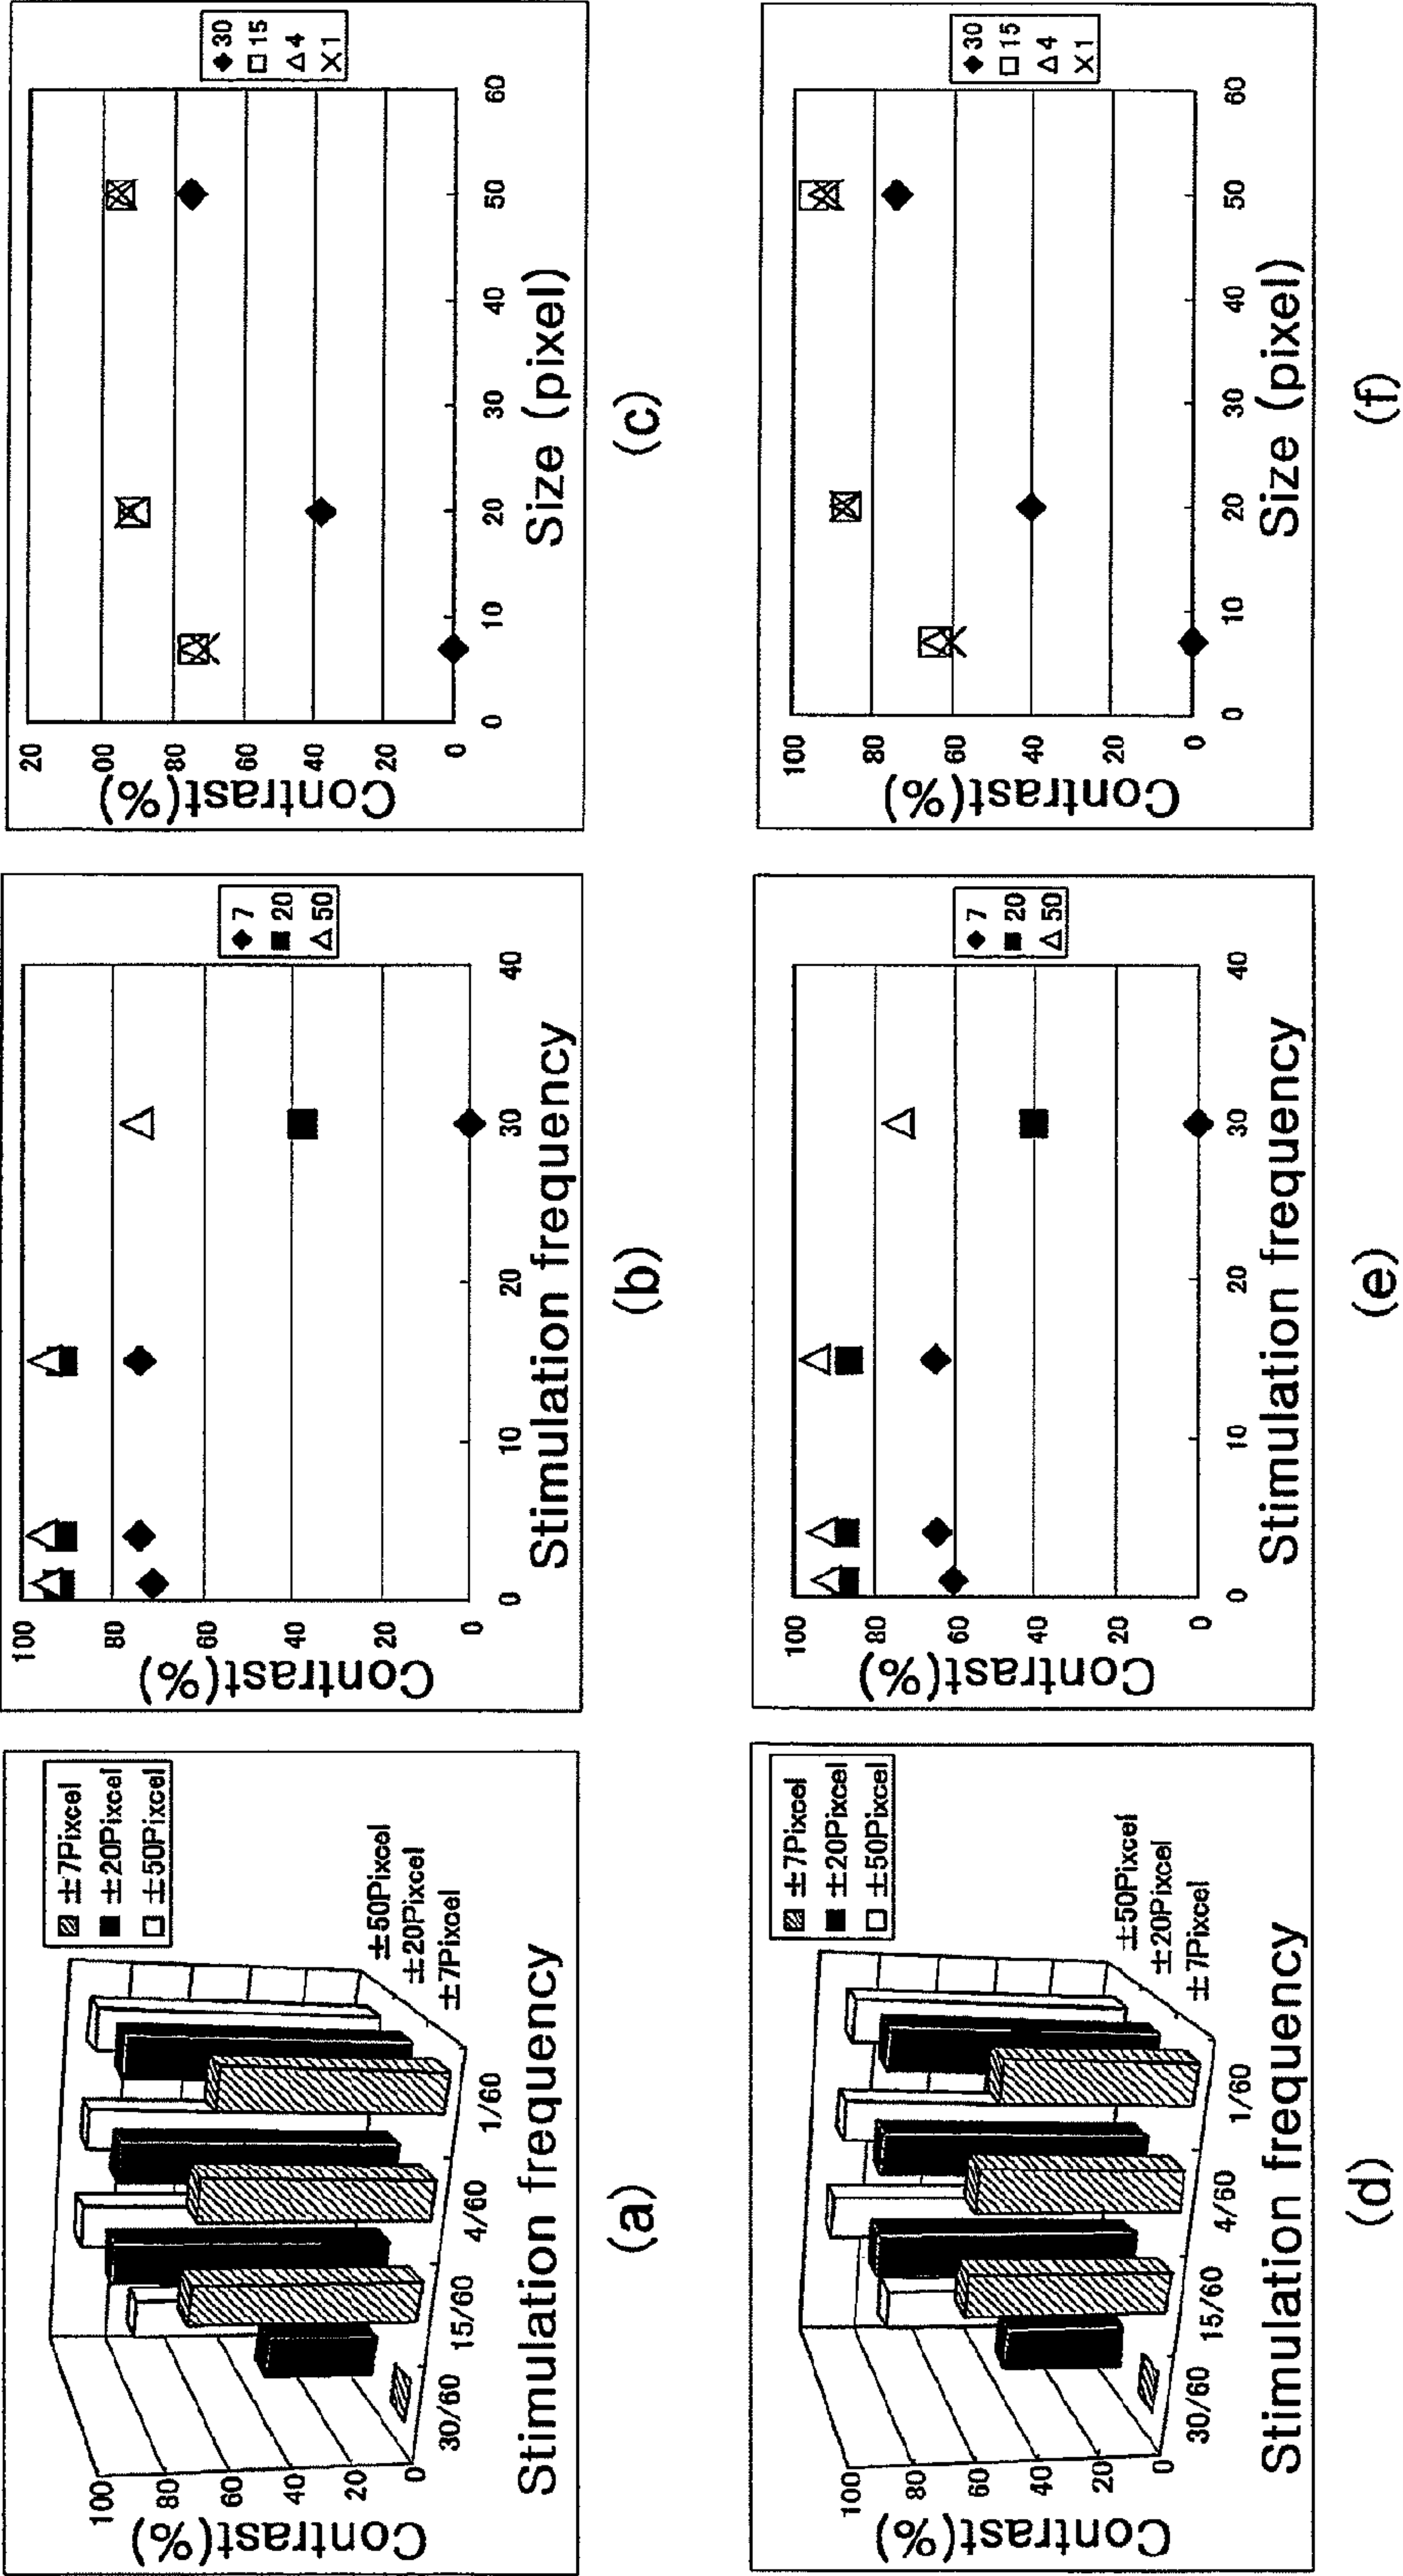 Contrast(%)
100
80
60
40
20
0
30/60
15/60
4/60
1/60
±50Pixcel
±20Pixcel
±7Pixcel
±7Pixcel
±20Pixcel
±50Pixcel
Stimulation frequency
(a)
Contrast(%)
100
80
60
40
20
0
0
10
20
30
40
7
20
50
Stimulation frequency
(b)
Contrast(%)
20
00
80
60
40
20
0
0
10
20
30
40
50
60
30
15
4
1
Size (pixel)
(c)
Contrast(%)
100
80
60
40
20
0
30/60
15/60
4/60
1/60
±50Pixcel
±20Pixcel
±7Pixcel
±7Pixcel
±20Pixcel
±50Pixcel
Stimulation frequency
(d)
Contrast(%)
100
80
60
40
20
0
0
10
20
30
40
7
20
50
Stimulation frequency
(e)
Contrast(%)
100
80
60
40
20
0
0
10
20
30
40
50
60
30
15
4
1
Size (pixel)
(f)